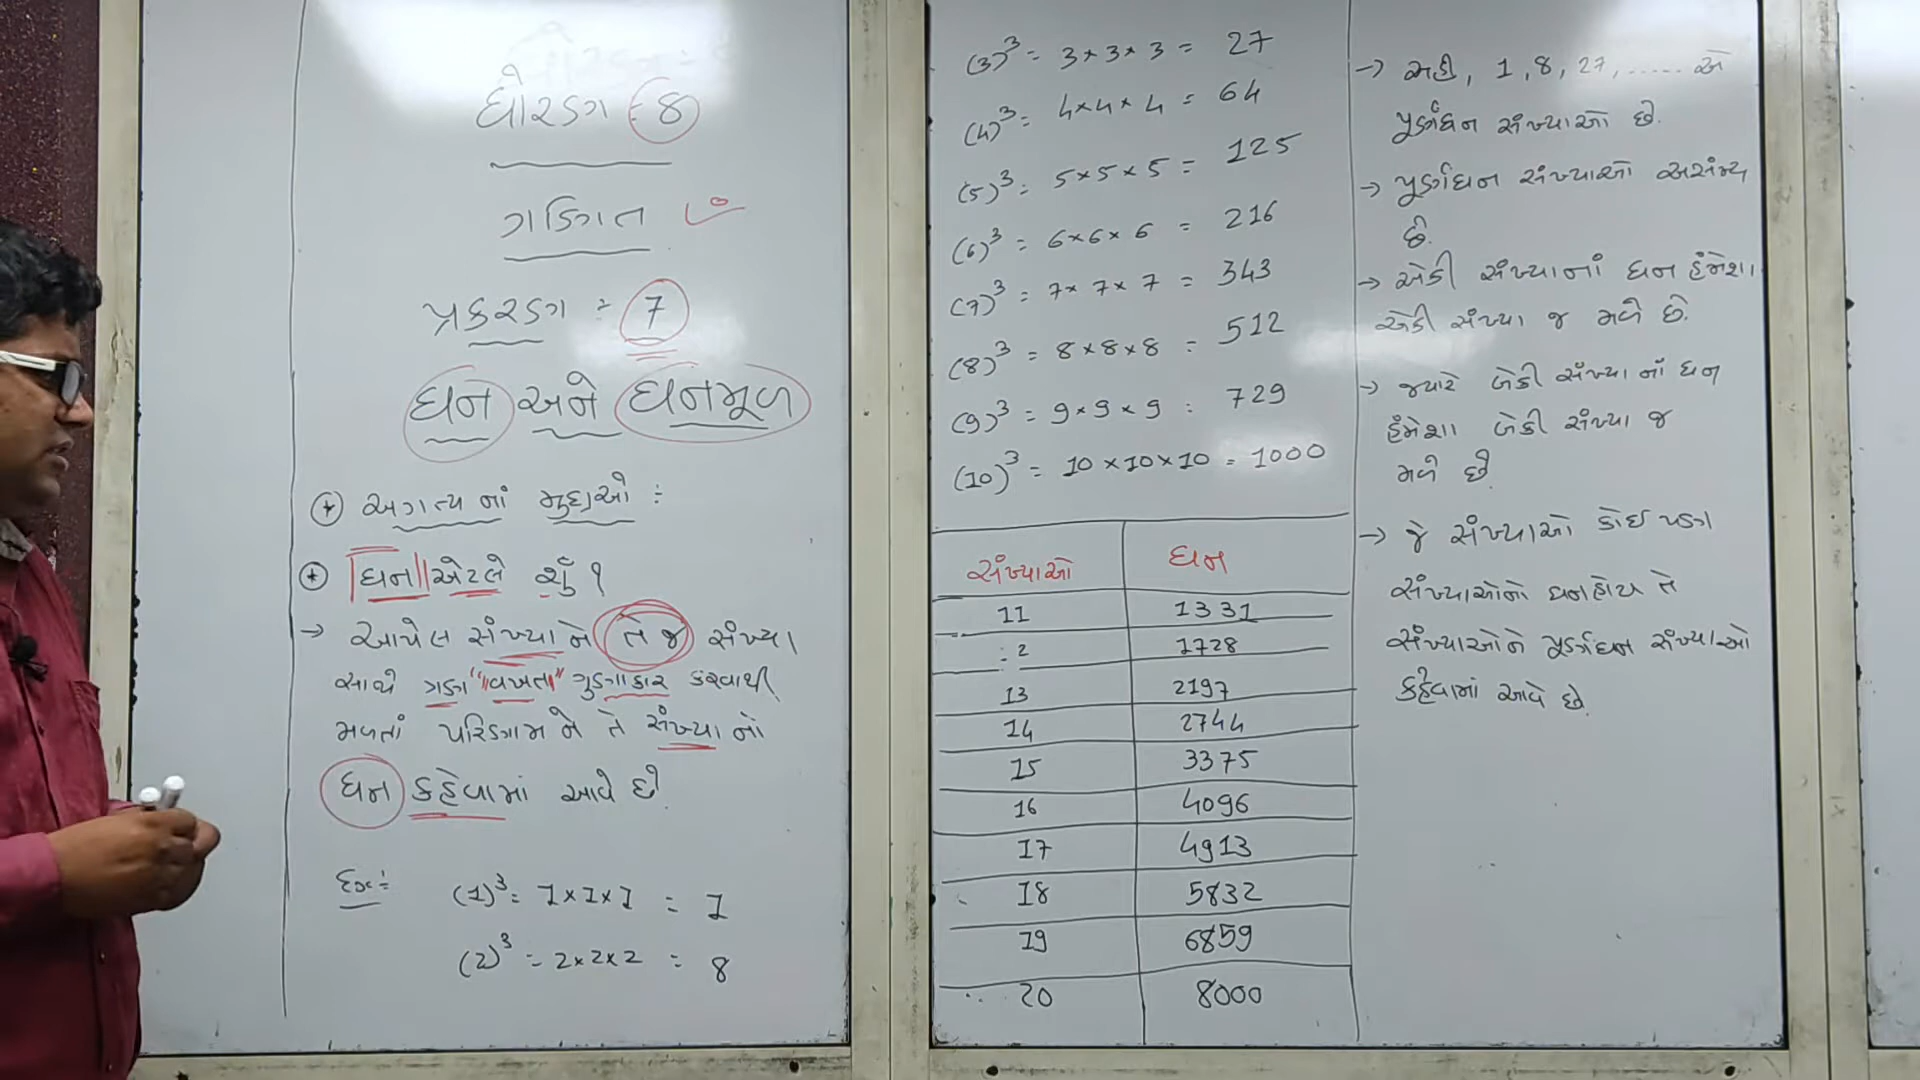 ધોરણ : 8
ગણિત
પ્રકરણ : 7
ઘન અને ઘનમૂળ
અગત્ય નાં મુદ્દાઓ :
ઘન એટલે શું ?
→ આપેલ સંખ્યા ને તે જ સંખ્યા
સાથે ત્રણ "વખત" ગુણાકાર કરવાથી
મળતાં પરિણામ ને તે સંખ્યા નો
ઘન કહેવામાં આવે છે.
Ex:
(1)³ = 1×1×1 = 1
(2)³ = 2×2×2 = 8
(3)³ = 3×3×3 = 27
(4)³ = 4×4×4 = 64
(5)³ = 5×5×5 = 125
(6)³ = 6×6×6 = 216
(7)³ = 7×7×7 = 343
(8)³ = 8×8×8 = 512
(9)³ = 9×9×9 = 729
(10)³ = 10×10×10 = 1000
સંખ્યાઓ ઘન
11 1331
2 1728
13 2197
14 2744
15 3375
16 4096
17 4913
18 5832
19 6859
20 8000
→ અહીં, 1, 8, 27, ...... એ
પૂર્ણઘન સંખ્યાઓ છે.
→ પૂર્ણઘન સંખ્યાઓ અસંખ્ય
છે.
→ એકી સંખ્યાનાં ઘન હંમેશા
એકી સંખ્યા જ મળે છે.
→ જ્યારે બેકી સંખ્યા નાં ઘન
હંમેશા બેકી સંખ્યા જ
મળે છે.
→ જે સંખ્યાઓ કોઈ પણ
સંખ્યાઓનો ઘન હોય તે
સંખ્યાઓને પૂર્ણઘન સંખ્યાઓ
કહેવામાં આવે છે.